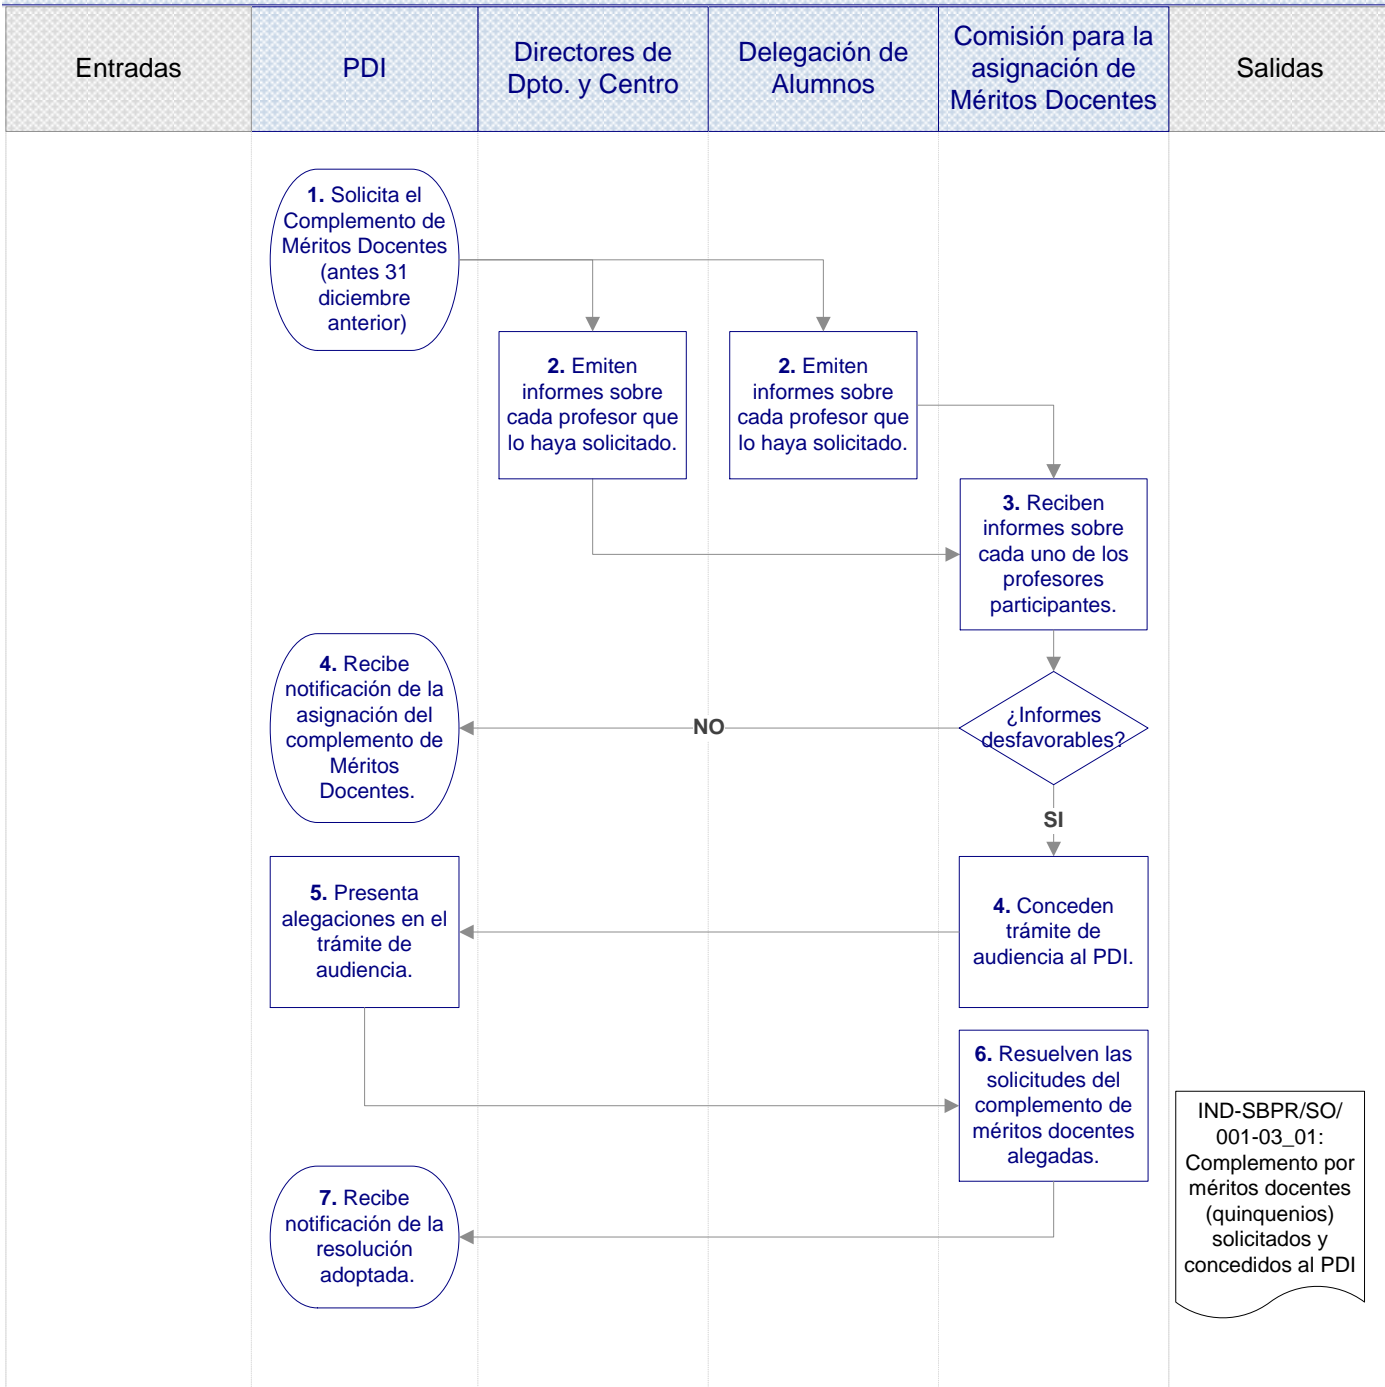 Entradas
PDI
Directores de
Dpto. y Centro
Delegación de
Alumnos
Comisión para la
asignación de
Méritos Docentes
Salidas
1. Solicita el
Complemento de
Méritos Docentes
(antes 31
diciembre
anterior)
2. Emiten
informes sobre
cada profesor que
lo haya solicitado.
2. Emiten
informes sobre
cada profesor que
lo haya solicitado.
3. Reciben
informes sobre
cada uno de los
profesores
participantes.
4. Recibe
notificación de la
asignación del
complemento de
Méritos
Docentes.
NO
¿Informes
desfavorables?
SI
5. Presenta
alegaciones en el
trámite de
audiencia.
4. Conceden
trámite de
audiencia al PDI.
6. Resuelven las
solicitudes del
complemento de
méritos docentes
alegadas.
IND-SBPR/SO/
001-03_01:
Complemento por
méritos docentes
(quinquenios)
solicitados y
concedidos al PDI
7. Recibe
notificación de la
resolución
adoptada.